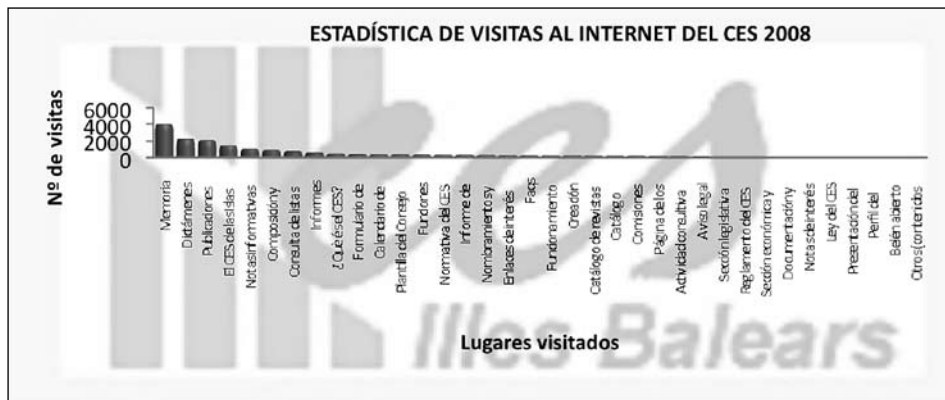 ESTADÍSTICA DE VISITAS AL INTERNET DEL CES 2008
Nº de visitas
6000
4000
2000
0
Memoria
Dictámenes
Publicaciones
El CES de las Islas
Notas informativas
Composición y
Consulta de listas
Informes
¿Qué es el CES?
Formulario de
Calendario de
Plantilla del Consejo
Funciones
Normativa del CES
Informe de
Nombramientos y
Enlaces de interés
Faqs
Funcionamiento
Creación
Catálogo de revistas
Catálogo
Comisiones
Página de los
Actividad consultiva
Aviso legal
Sección legislativa
Reglamento del CES
Sección económica y
Documentación y
Notas de interés
Ley del CES
Presentación del
Perfil del
Belén abierto
Otros (contenidos
Lugares visitados
ces
Illes Balears